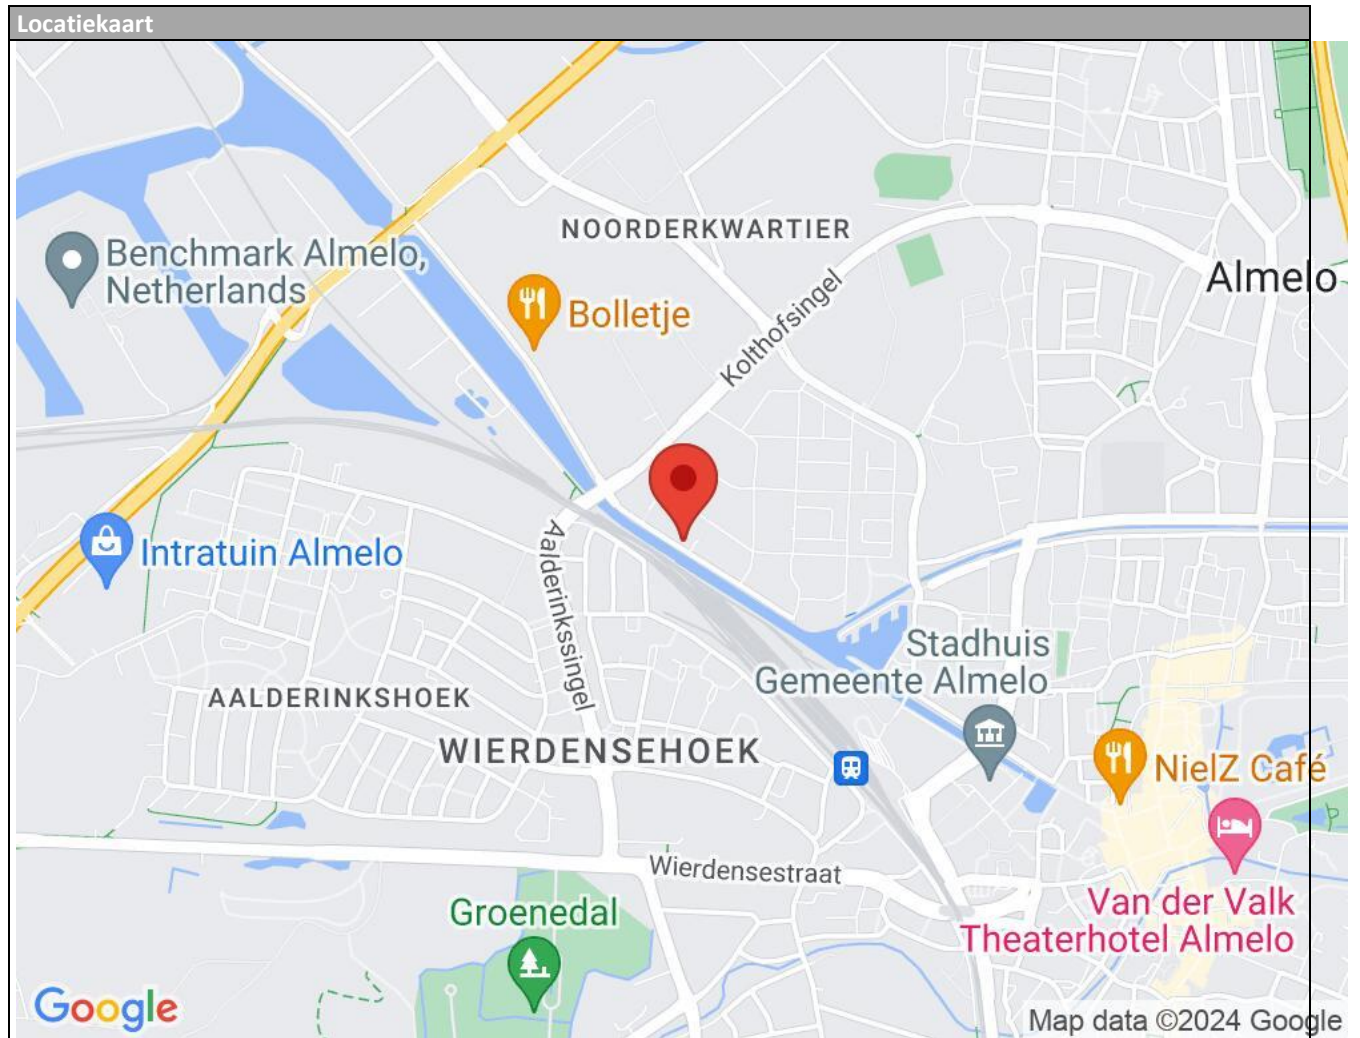 Locatiekaart
NOORDERKWARTIER
Benchmark Almelo,
Netherlands
Almelo
Bolletje
Kolthofsingel
Intratuin Almelo
Aalderinkssingel
Stadhuis
Gemeente Almelo
AALDERINKSHOEK
WIERDENSEHOEK
NielZ Café
Wierdensestraat
Groenedal
Van der Valk
Theaterhotel Almelo
Google
Map data ©2024 Google